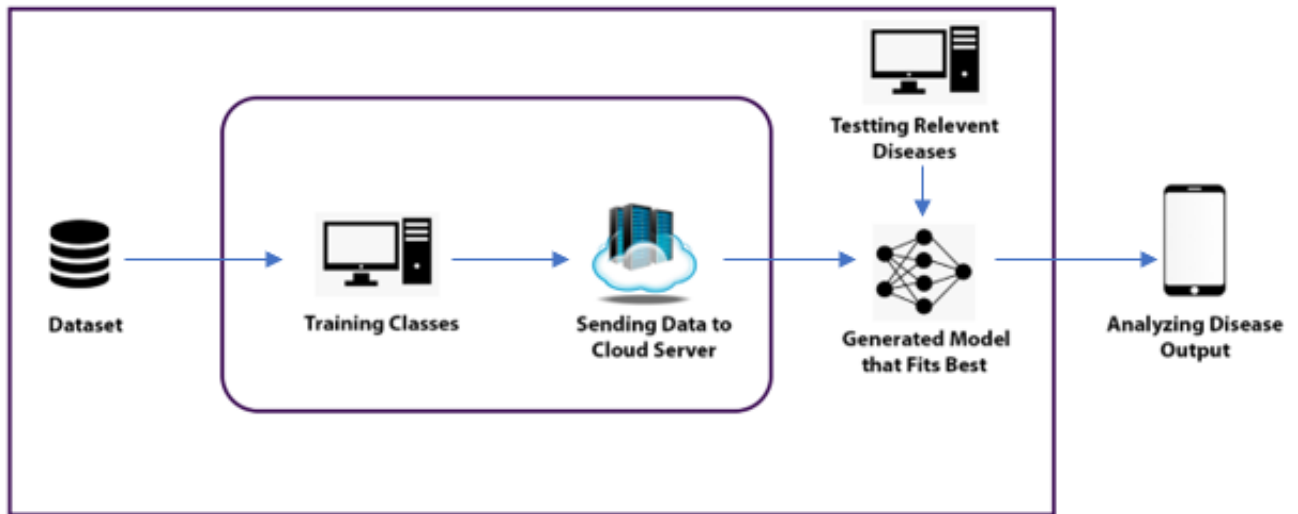 Testting Relevent
Diseases
Dataset
Training Classes
Sending Data to
Cloud Server
Generated Model
that Fits Best
Analyzing Disease
Output